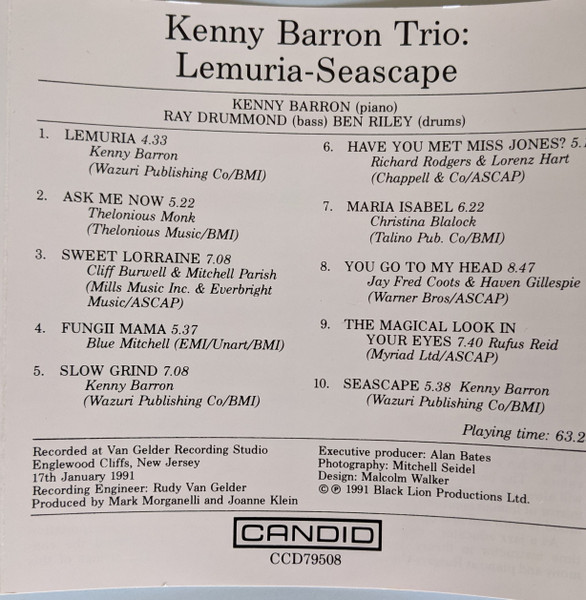 Kenny Barron Trio:
Lemuria-Seascape
KENNY BARRON (piano)
RAY DRUMMOND (bass) BEN RILEY (drums)
1. LEMURIA 4.33
Kenny Barron
(Wazuri Publishing Co/BMI)
2. ASK ME NOW 5.22
Thelonious Monk
(Thelonious Music/BMI)
3. SWEET LORRAINE 7.08
Cliff Burwell & Mitchell Parish
(Mills Music Inc. & Everbright
Music/ASCAP)
4. FUNGII MAMA 5.37
Blue Mitchell (EMI/Unart/BMI)
5. SLOW GRIND 7.08
Kenny Barron
(Wazuri Publishing Co/BMI)
6. HAVE YOU MET MISS JONES?
Richard Rodgers & Lorenz Hart
(Chappell & Co/ASCAP)
7. MARIA ISABEL 6.22
Christina Blalock
(Talino Pub. Co/BMI)
8. YOU GO TO MY HEAD 8.47
Jay Fred Coots & Haven Gillespie
(Warner Bros/ASCAP)
9. THE MAGICAL LOOK IN
YOUR EYES 7.40 Rufus Reid
(Myriad Ltd/ASCAP)
10. SEASCAPE 5.38 Kenny Barron
(Wazuri Publishing Co/BMI)
Playing time:
Recorded at Van Gelder Recording Studio
Englewood Cliffs, New Jersey
17th January 1991
Recording Engineer: Rudy Van Gelder
Produced by Mark Morganelli and Joanne Klein
Executive producer: Alan Bates
Photography: Mitchell Seidel
Design: Malcolm Walker
© ℗ 1991 Black Lion Productions Ltd.
CANDID
CCD79508